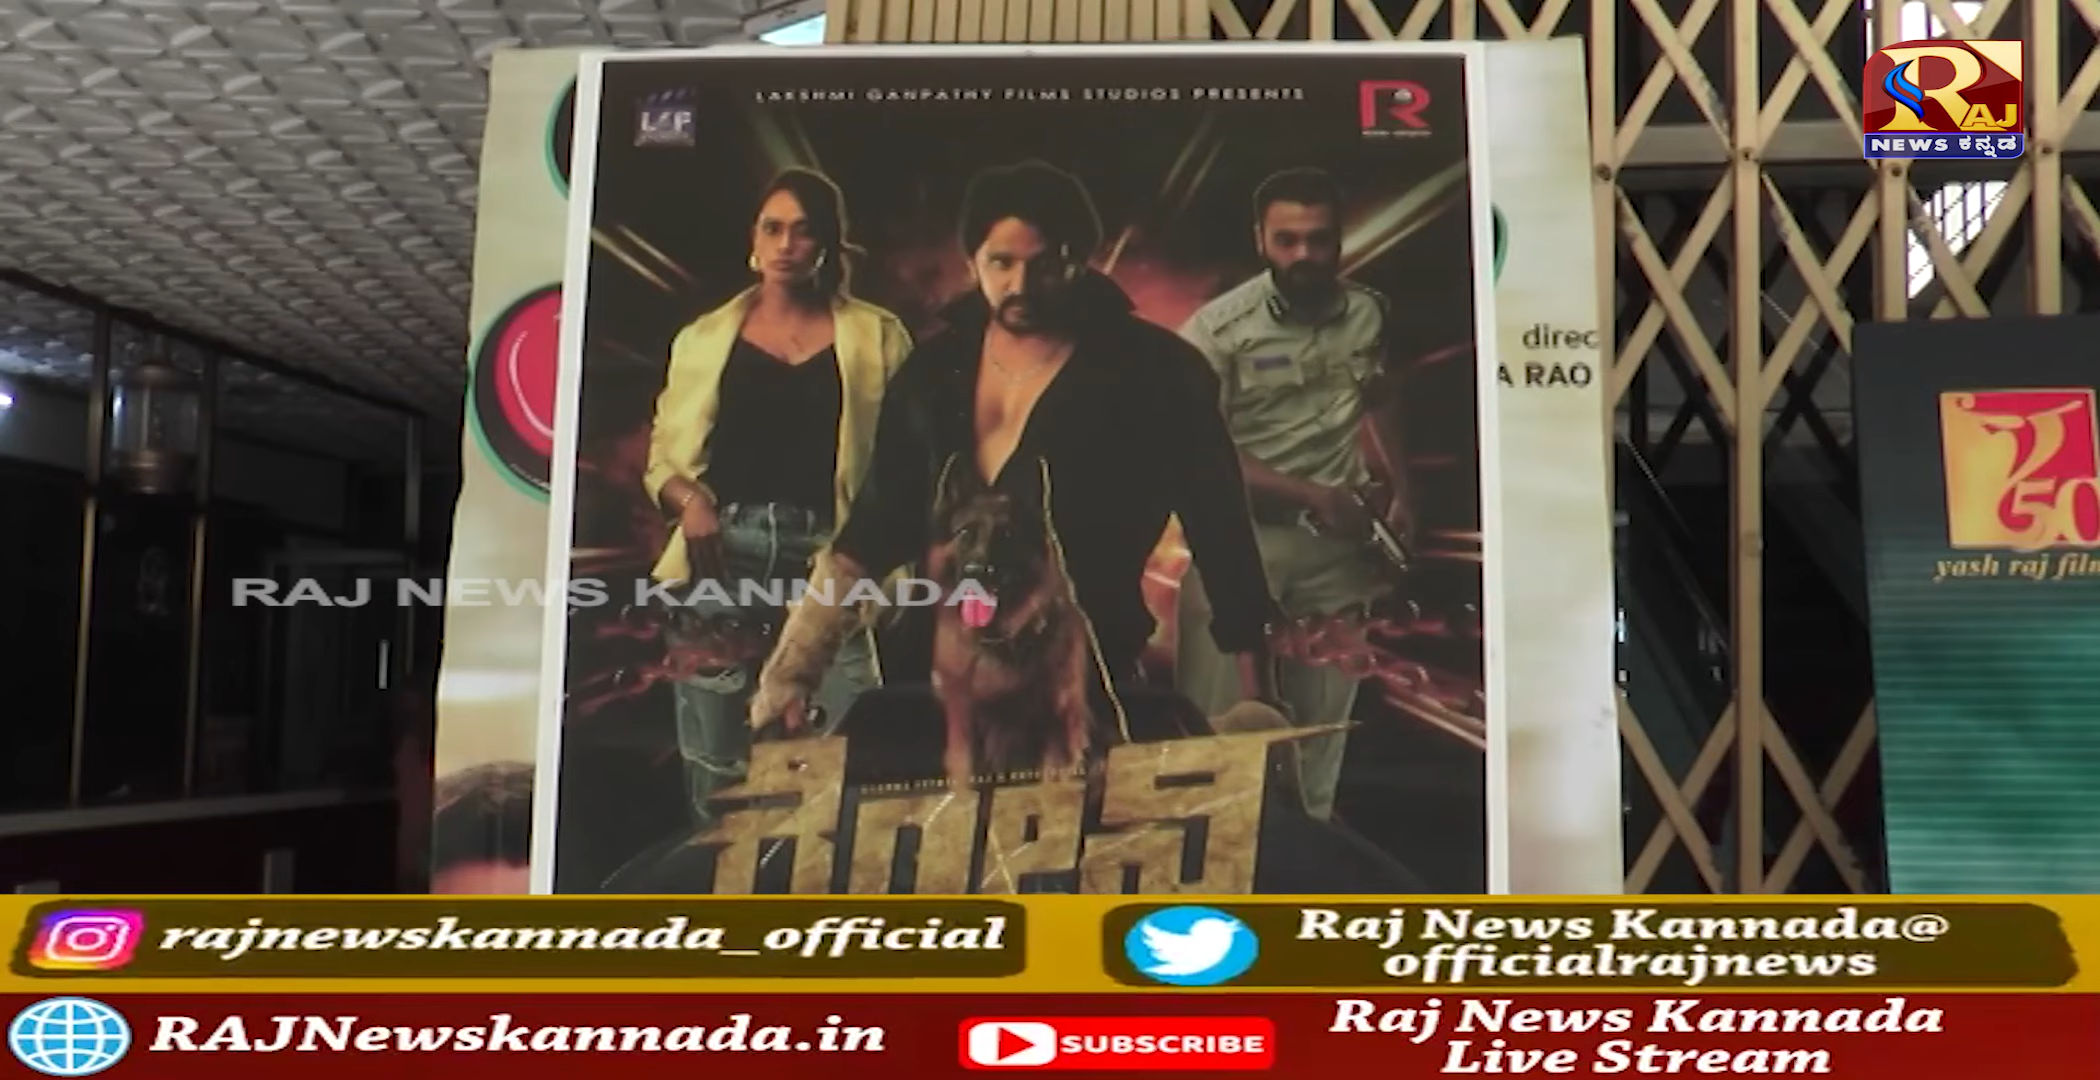 LAKSHMI GANPATHY FILMS STUDIOS PRESENTS
R
RAJ
NEWS ಕನ್ನಡ
direc
A RAO
50
yash raj film
RAJ NEWS KANNADA
rajnewskannada_official
Raj News Kannada@
officialrajnews
RAJNewskannada.in
SUBSCRIBE
Raj News Kannada
Live Stream